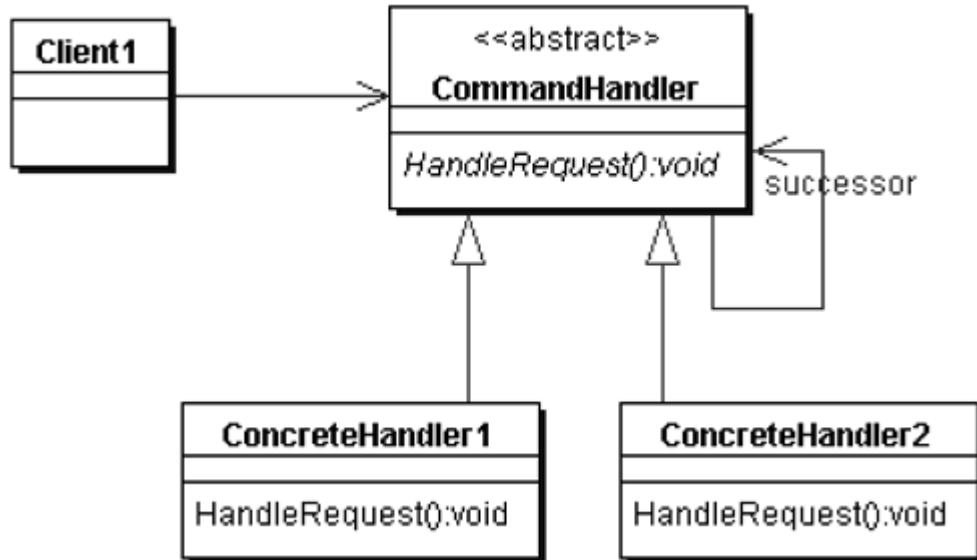 Client1
<<abstract>>
CommandHandler
HandleRequest():void
successor
ConcreteHandler1
HandleRequest():void
ConcreteHandler2
HandleRequest():void